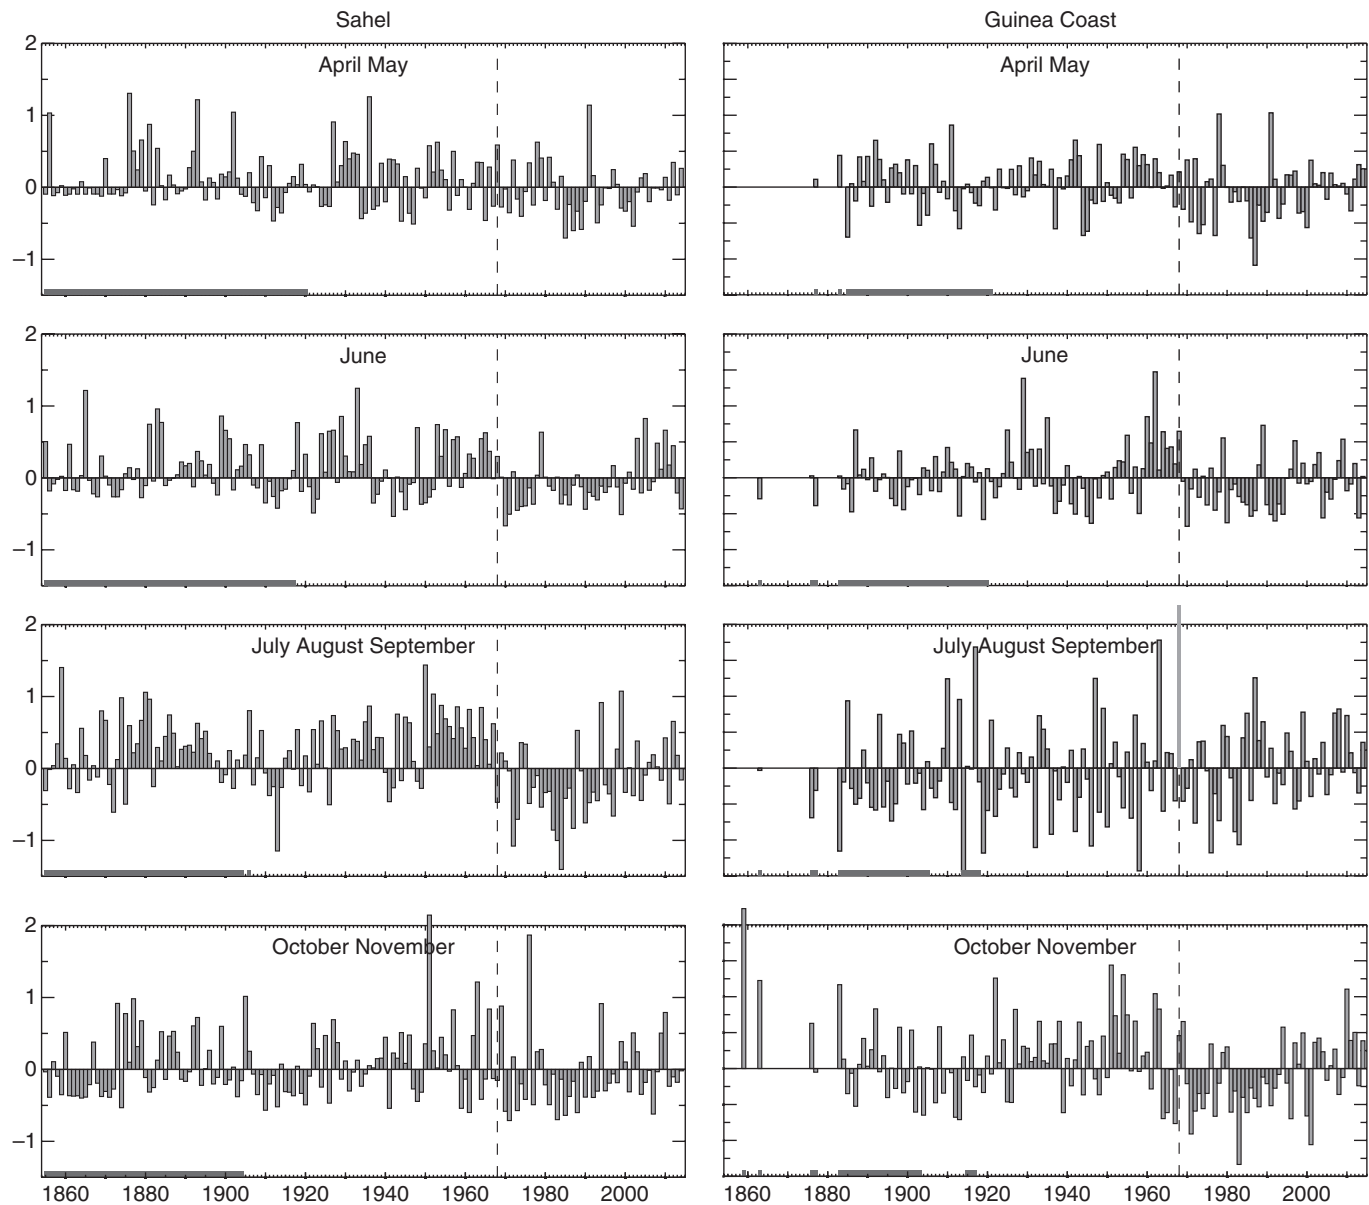 Sahel Guinea Coast
2 April May April May
1
0
−1
2 June June
1
0
−1
2 July August September July August September
1
0
−1
2 October November October November
1
0
−1
1860 1880 1900 1920 1940 1960 1980 2000 1860 1880 1900 1920 1940 1960 1980 2000